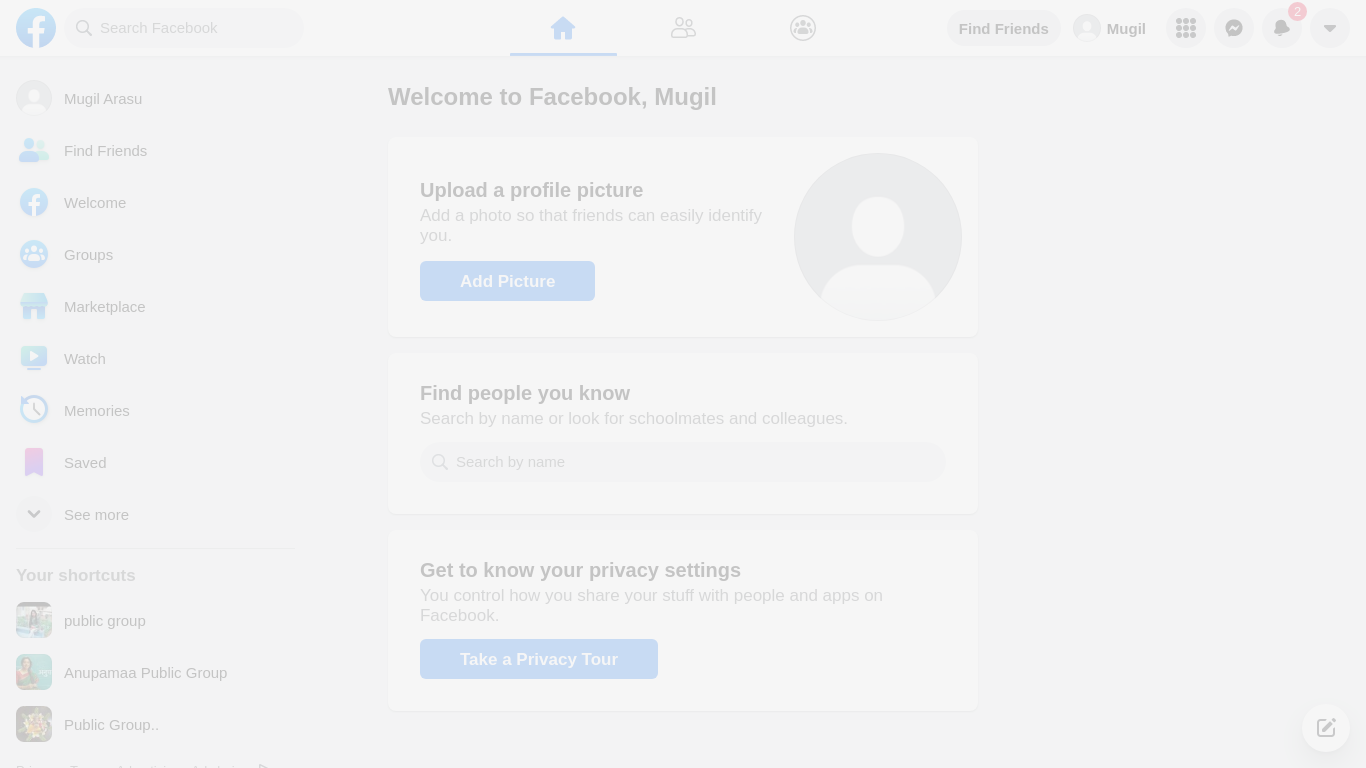 Search Facebook
Find Friends
Mugil
2
Mugil Arasu
Find Friends
Welcome
Groups
Marketplace
Watch
Memories
Saved
See more
Your shortcuts
public group
Anupamaa Public Group
Public Group..
Welcome to Facebook, Mugil
Upload a profile picture
Add a photo so that friends can easily identify
you.
Add Picture
Find people you know
Search by name or look for schoolmates and colleagues.
Search by name
Get to know your privacy settings
You control how you share your stuff with people and apps on
Facebook.
Take a Privacy Tour